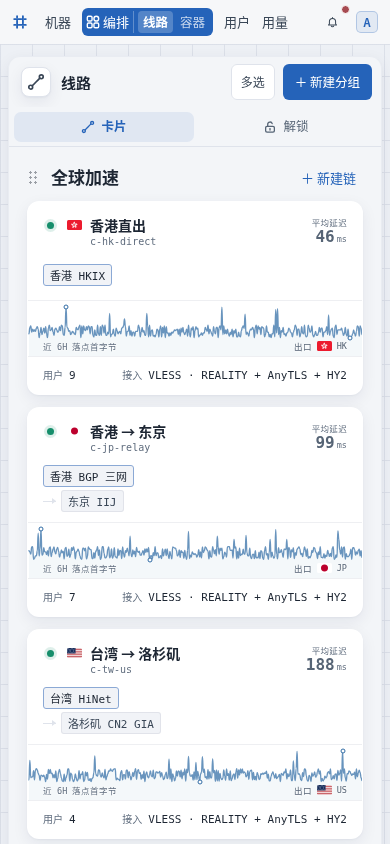 机器 编排 线路 容器 用户 用量 A
线路 多选 + 新建分组
卡片 解锁
全球加速 + 新建链
香港直出 平均延迟
c-hk-direct 46 ms
香港 HKIX
近 6H 落点首字节 出口 HK
用户 9 接入 VLESS · REALITY + AnyTLS + HY2
香港 → 东京 平均延迟
c-jp-relay 99 ms
香港 BGP 三网
东京 IIJ
近 6H 落点首字节 出口 JP
用户 7 接入 VLESS · REALITY + AnyTLS + HY2
台湾 → 洛杉矶 平均延迟
c-tw-us 188 ms
台湾 HiNet
洛杉矶 CN2 GIA
近 6H 落点首字节 出口 US
用户 4 接入 VLESS · REALITY + AnyTLS + HY2